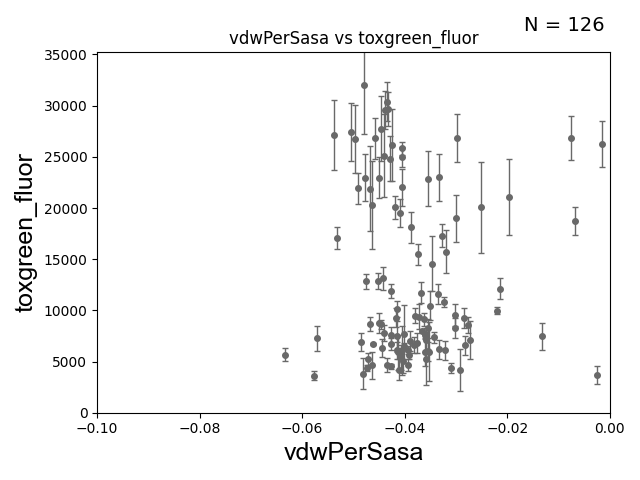 N = 126
vdwPerSasa vs toxgreen_fluor
35000
30000
25000
20000
15000
10000
5000
0
toxgreen_fluor
−0.10 −0.08 −0.06 −0.04 −0.02 0.00
vdwPerSasa